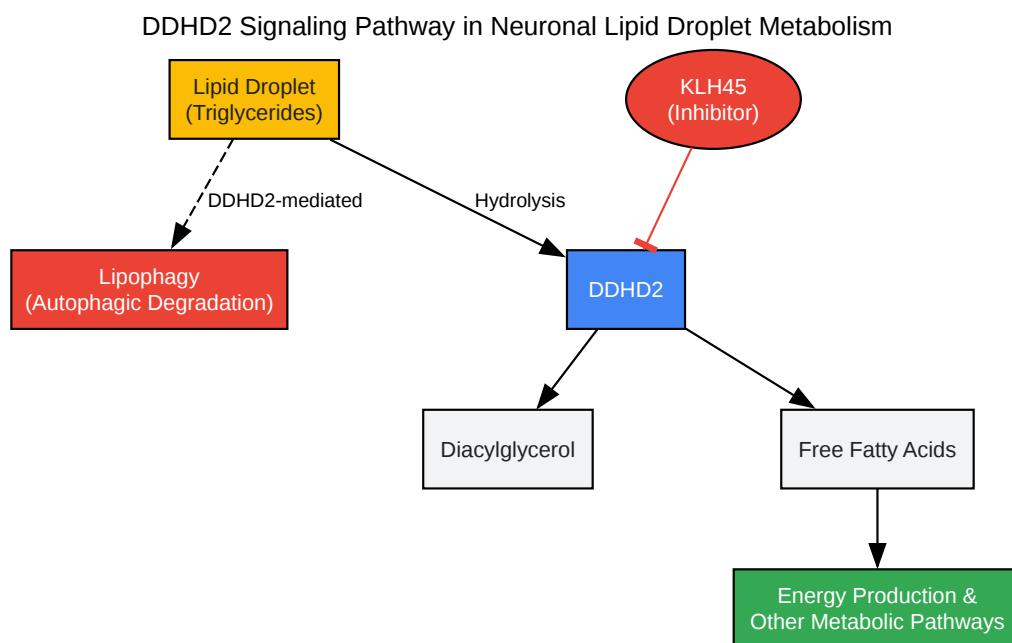 DDHD2 Signaling Pathway in Neuronal Lipid Droplet Metabolism
Lipid Droplet
(Triglycerides)
KLH45
(Inhibitor)
DDHD2-mediated
Hydrolysis
Lipophagy
(Autophagic Degradation)
DDHD2
Diacylglycerol
Free Fatty Acids
Energy Production &
Other Metabolic Pathways